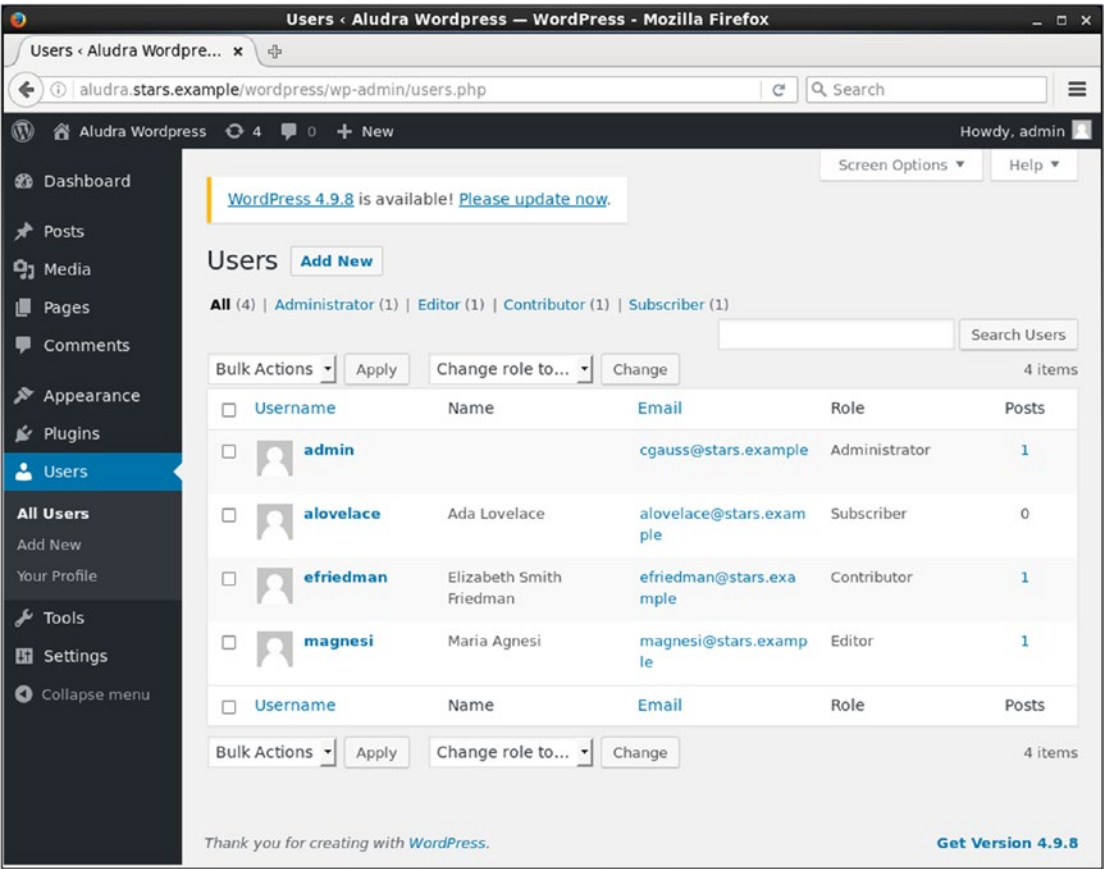 Users ‹ Aludra Wordpress — WordPress - Mozilla Firefox
Users ‹ Aludra Wordpre...
aludra.stars.example/wordpress/wp-admin/users.php
Search
Aludra Wordpress 4 0 + New
Howdy, admin
Screen Options
Help
Dashboard
Posts
Media
Pages
Comments
Appearance
Plugins
Users
All Users
Add New
Your Profile
Tools
Settings
Collapse menu
WordPress 4.9.8 is available! Please update now.
Users Add New
All (4) | Administrator (1) | Editor (1) | Contributor (1) | Subscriber (1)
Search Users
Bulk Actions Apply Change role to... Change 4 items
Username Name Email Role Posts
admin cgauss@stars.example Administrator 1
alovelace Ada Lovelace alovelace@stars.exam Subscriber 0
ple
efriedman Elizabeth Smith efriedman@stars.exa Contributor 1
Friedman mple
magnesi Maria Agnesi magnesi@stars.examp Editor 1
le
Username Name Email Role Posts
Bulk Actions Apply Change role to... Change 4 items
Thank you for creating with WordPress.
Get Version 4.9.8